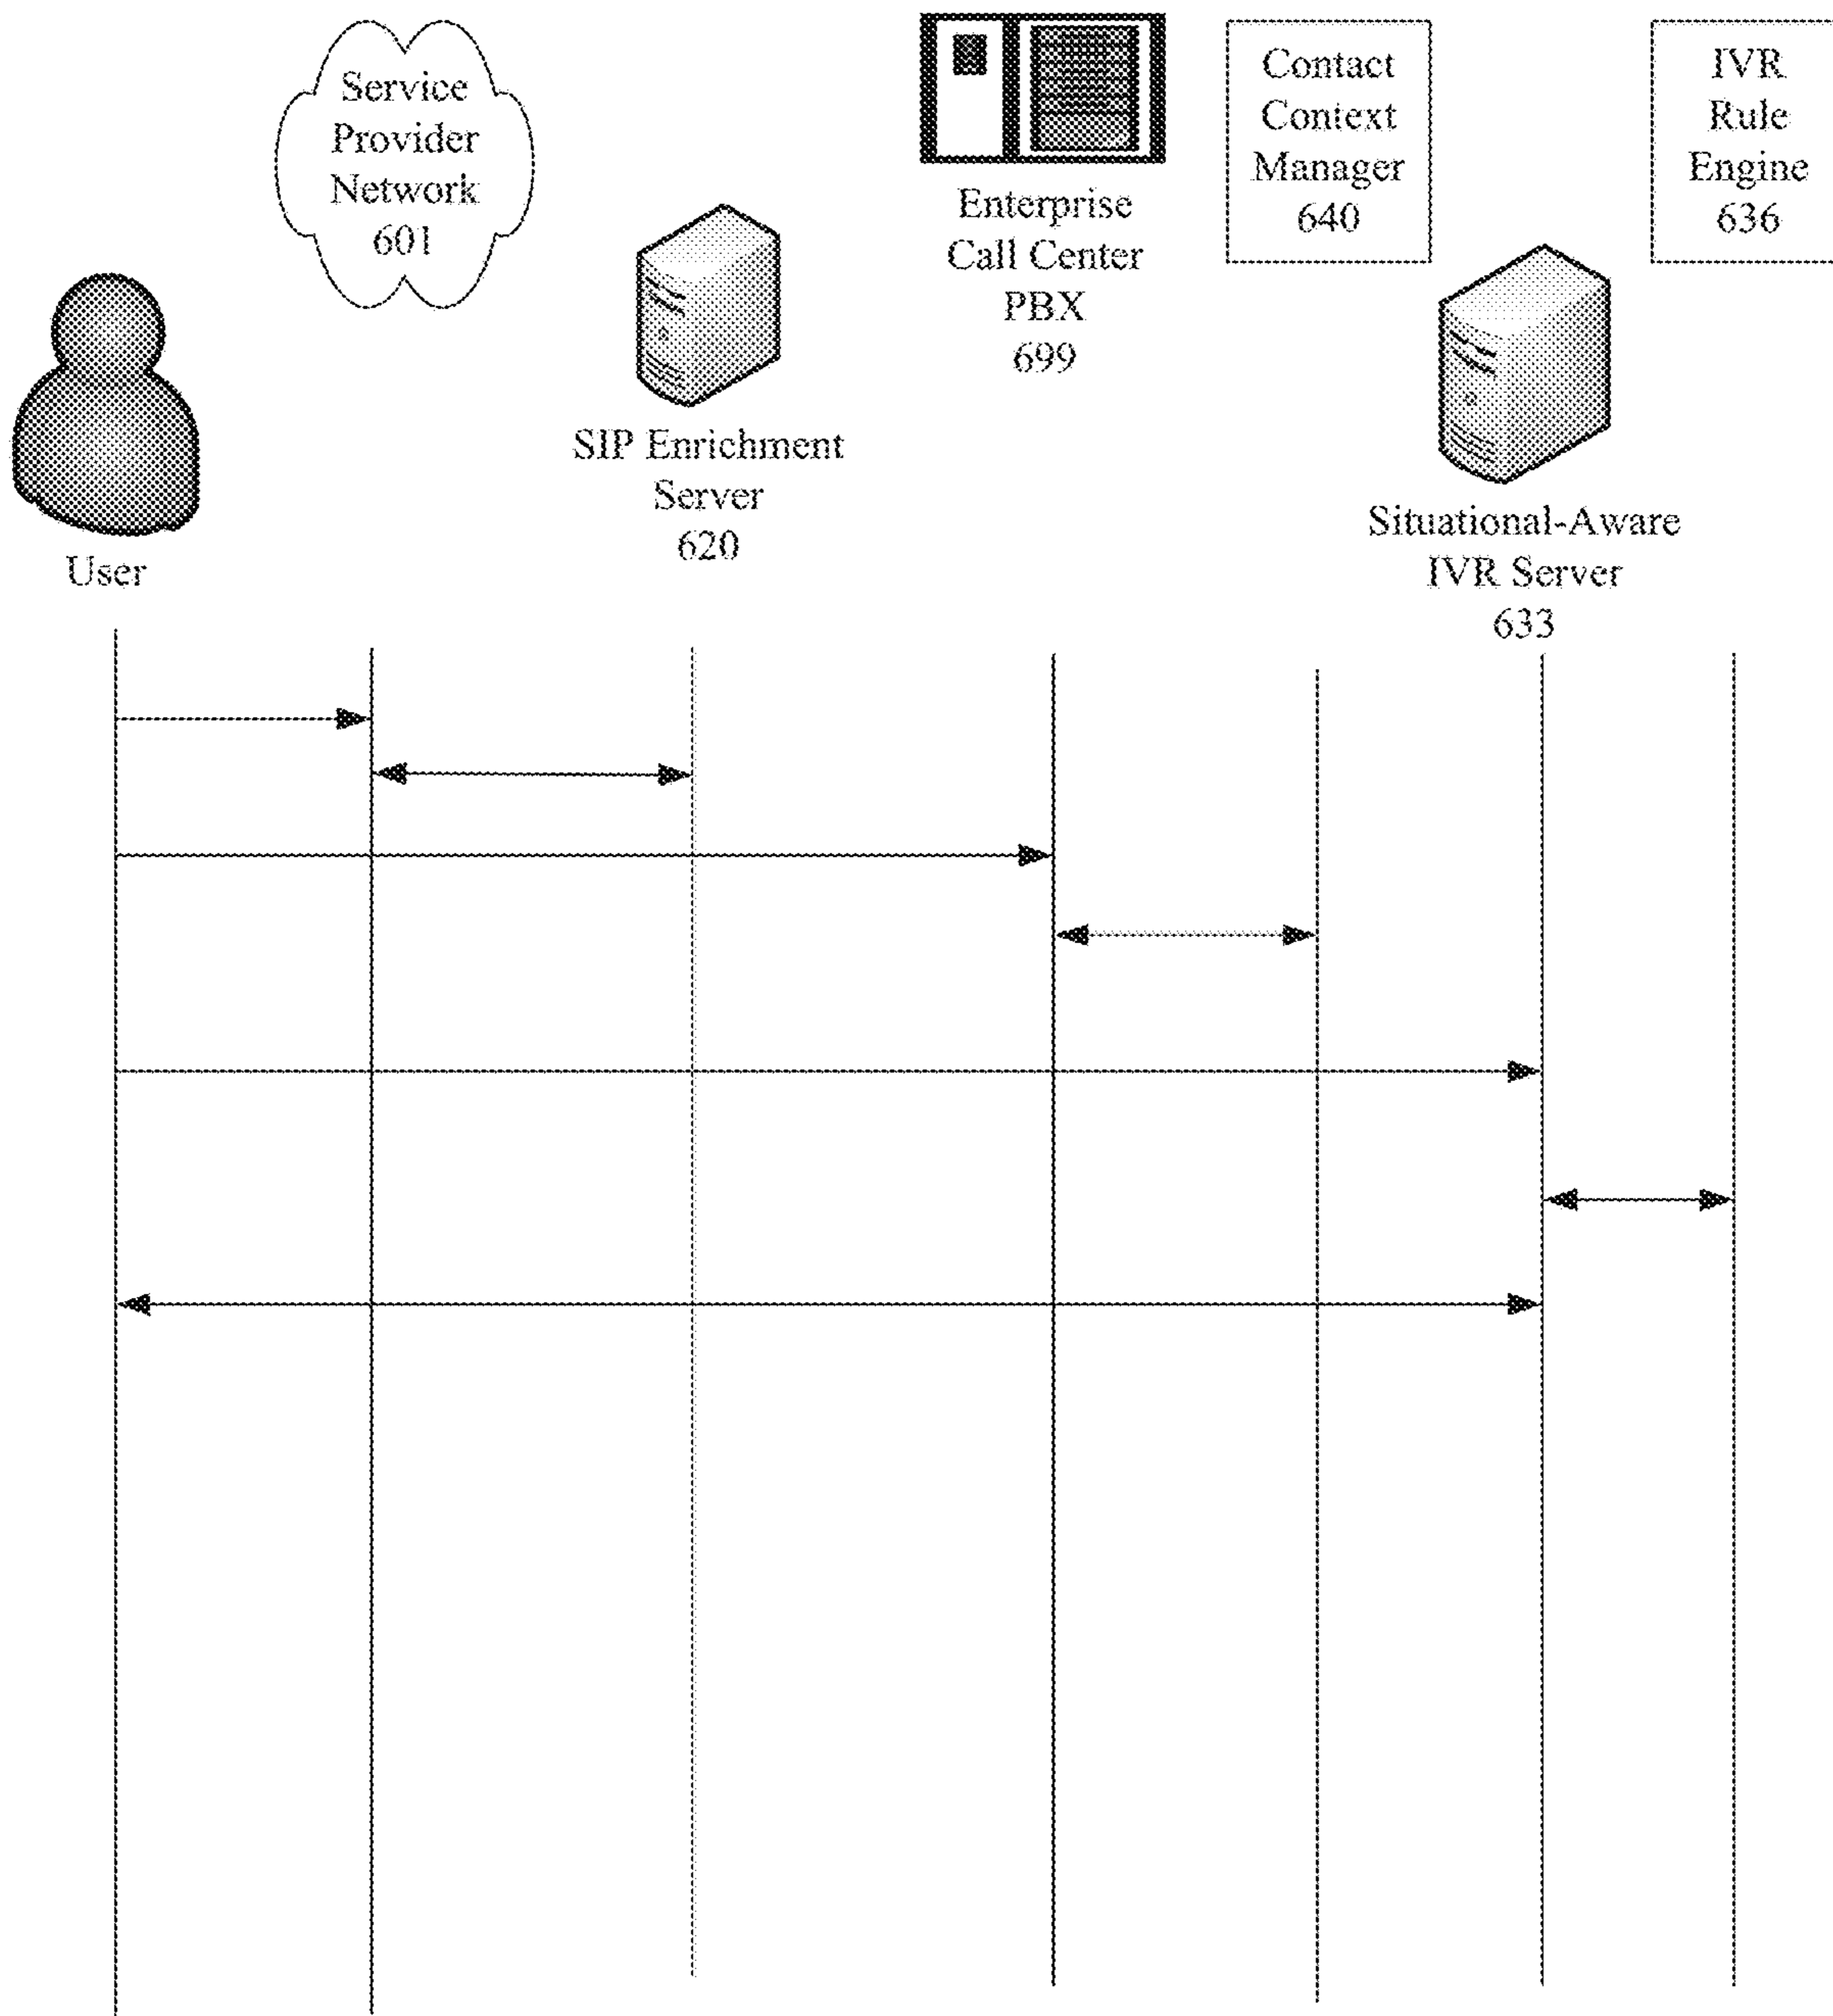 Service
Provider
Network
601
Enterprise
Call Center
PBX
699
Contact
Context
Manager
640
IVR
Rule
Engine
636
User
SIP Enrichment
Server
620
Situational-Aware
IVR Server
633